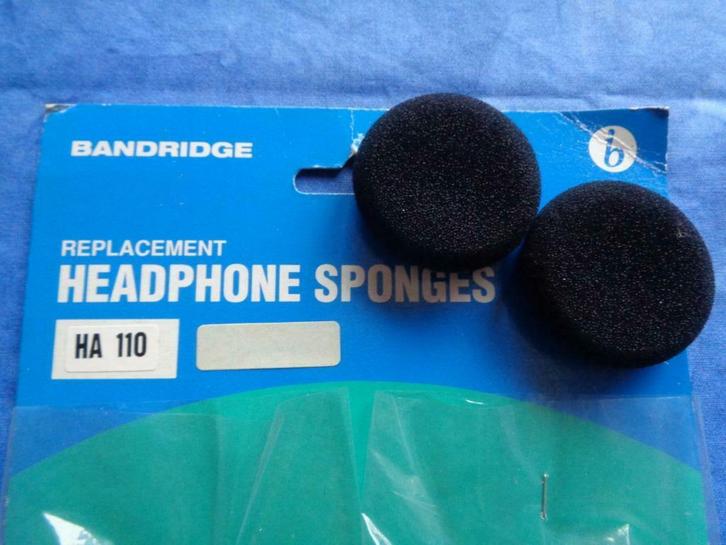 BANDRIDGE
b
REPLACEMENT
HEADPHONE SPONGES
HA 110